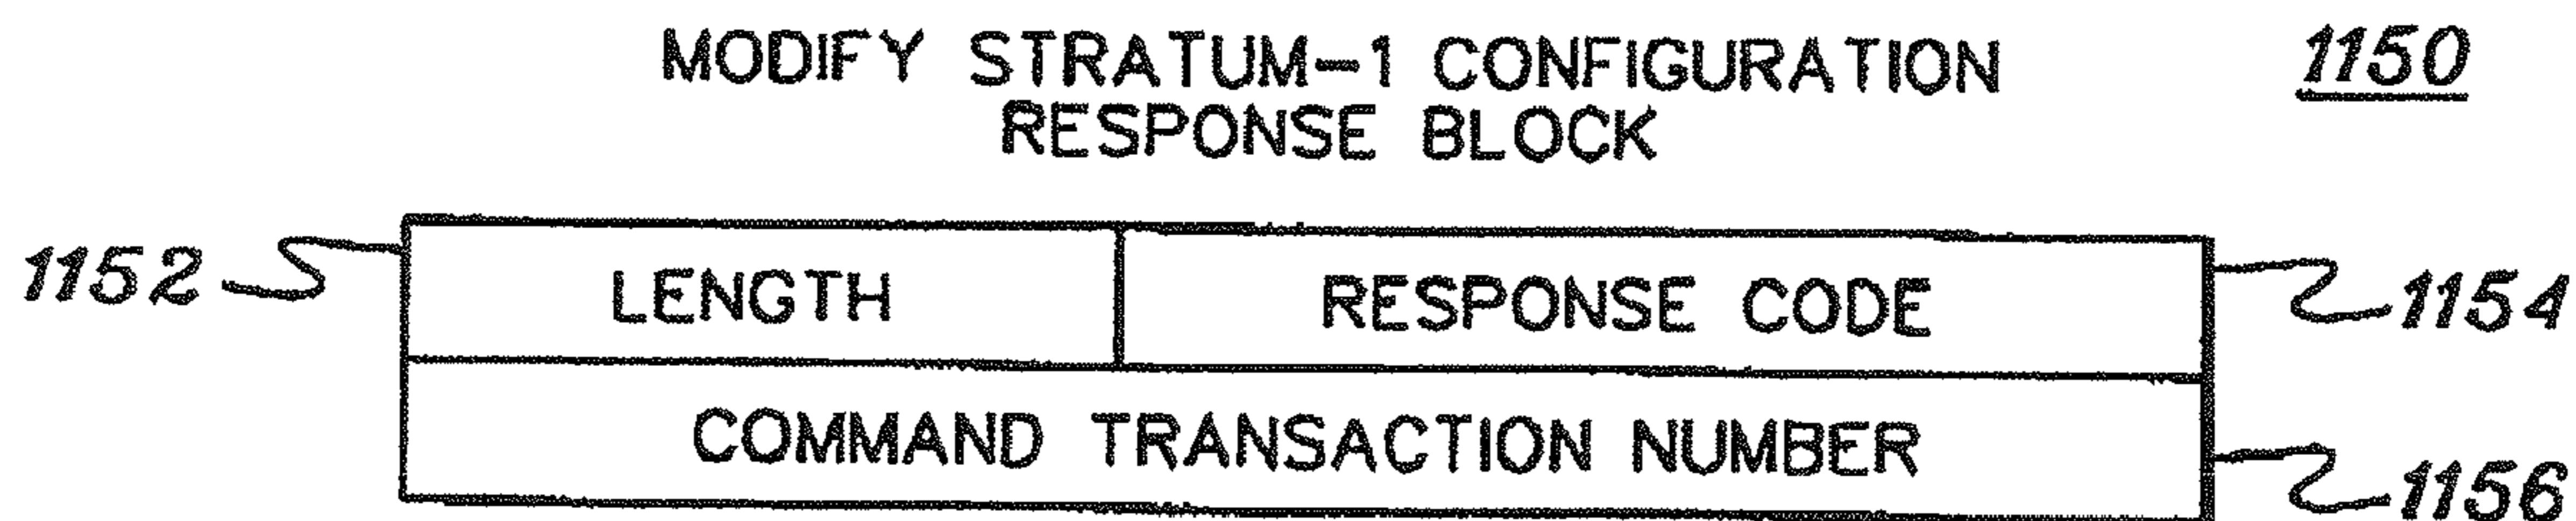 MODIFY STRATUM-1 CONFIGURATION 1150
RESPONSE BLOCK
1152 LENGTH RESPONSE CODE 1154
COMMAND TRANSACTION NUMBER 1156